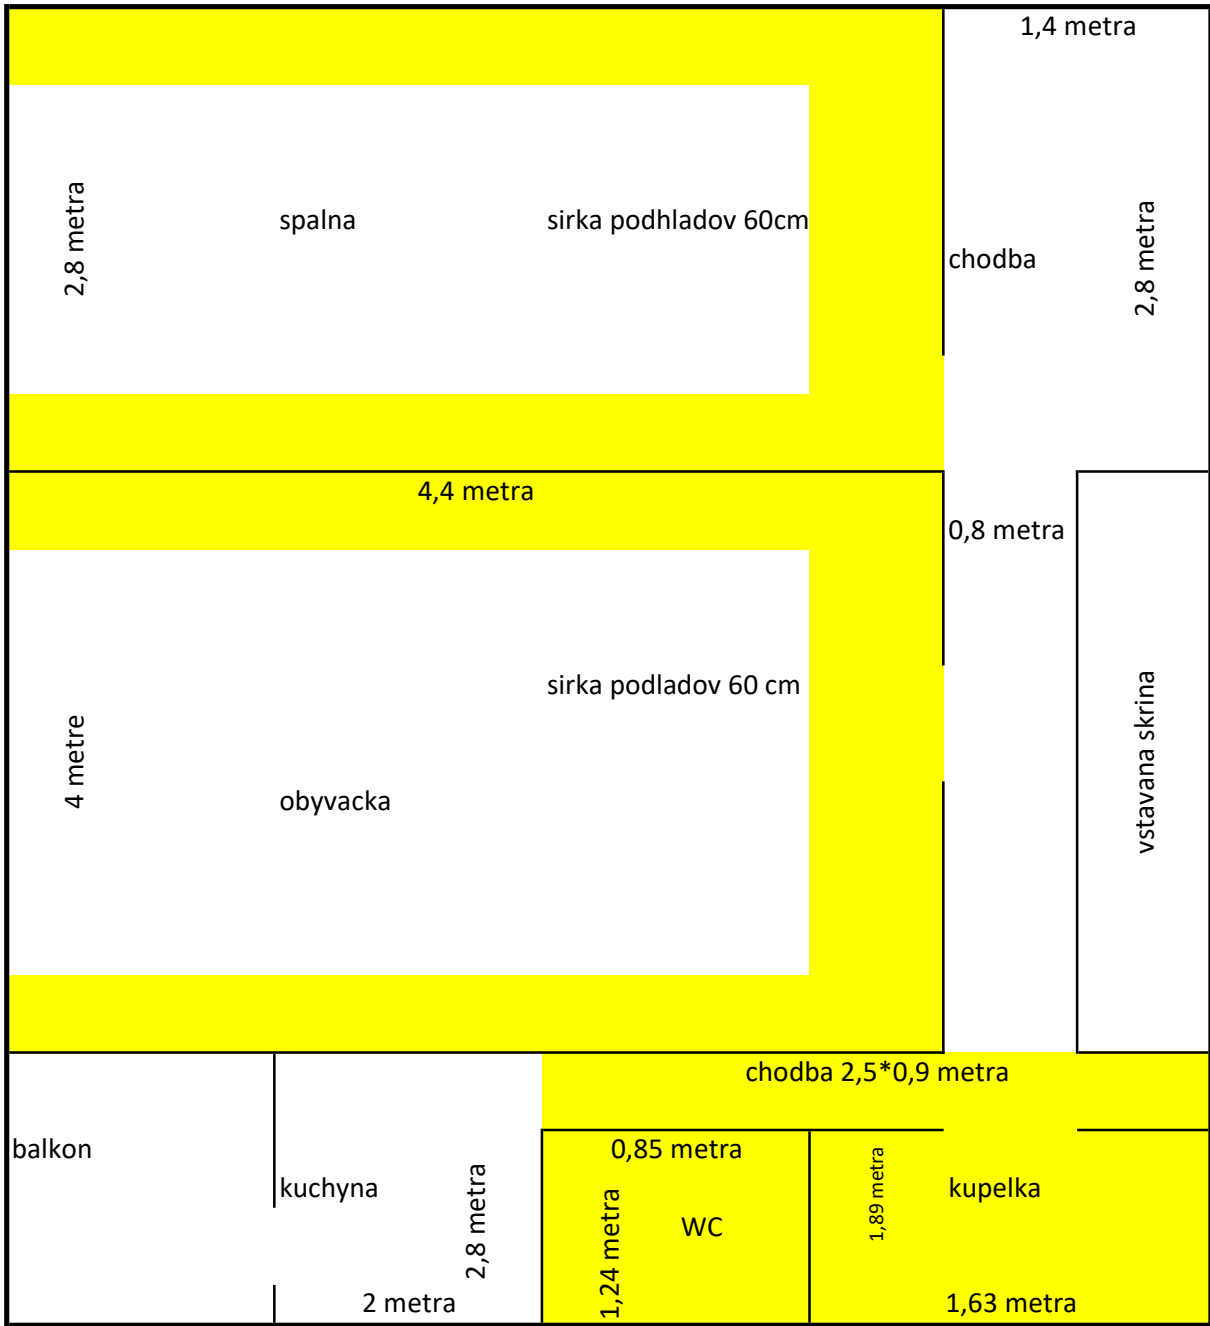 1,4 metra
2,8 metra
spalna
sirka podhladov 60cm
chodba
2,8 metra
4,4 metra
0,8 metra
sirka podladov 60 cm
4 metre
obyvacka
vstavana skrina
chodba 2,5*0,9 metra
balkon
kuchyna
2,8 metra
2 metra
0,85 metra
WC
1,24 metra
1,89 metra
kupelka
1,63 metra